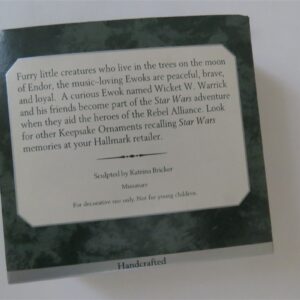 Furry little creatures who live in the trees on the moon
of Endor, the music-loving Ewoks are peaceful, brave,
and loyal. A curious Ewok named Wicket W. Warrick
and his friends become part of the Star Wars adventure
when they aid the heroes of the Rebel Alliance. Look
for other Keepsake Ornaments recalling Star Wars
memories at your Hallmark retailer.
Sculpted by Katrina Bricker
Miniature
For decorative use only. Not for young children.
Handcrafted